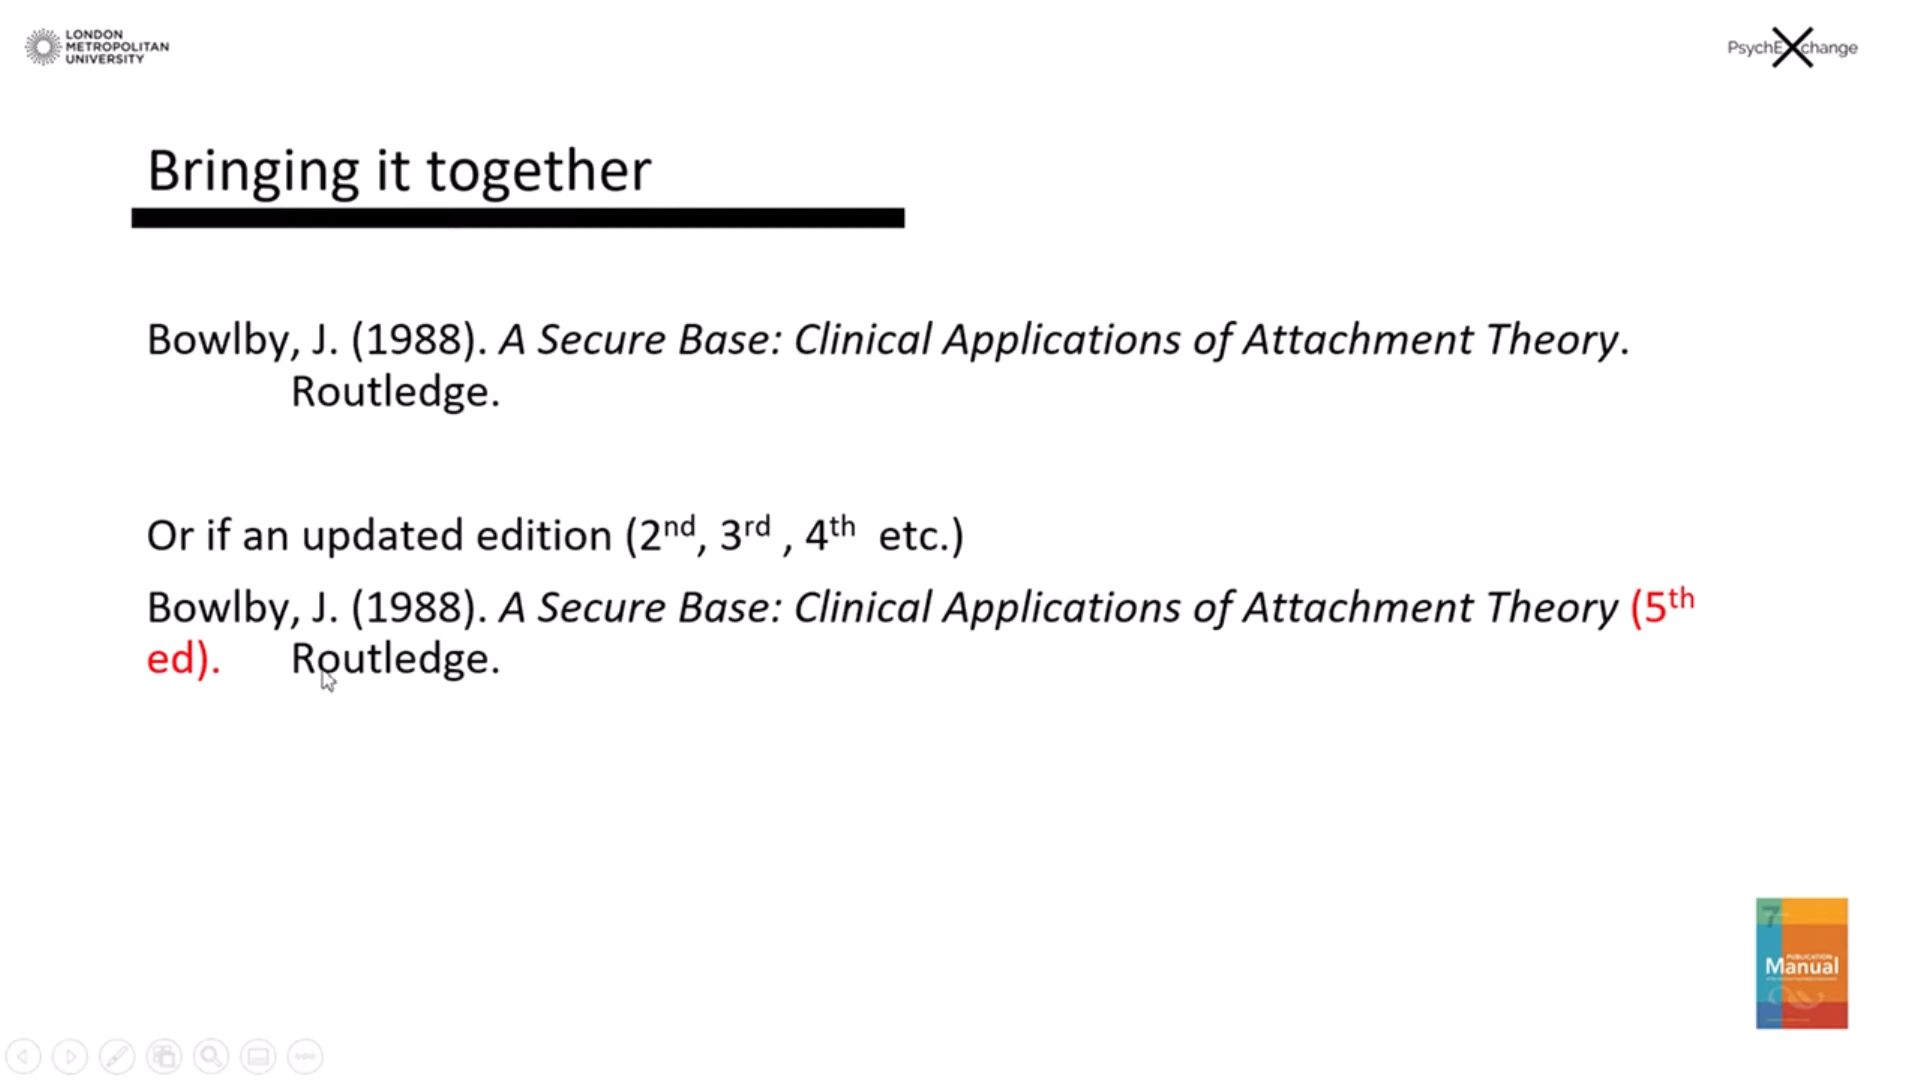 LONDON
METROPOLITAN
UNIVERSITY
PsychEXchange
Bringing it together
Bowlby, J. (1988). A Secure Base: Clinical Applications of Attachment Theory.
Routledge.
Or if an updated edition (2nd, 3rd , 4th etc.)
Bowlby, J. (1988). A Secure Base: Clinical Applications of Attachment Theory (5th
ed). Routledge.
7
PUBLICATION
Manual